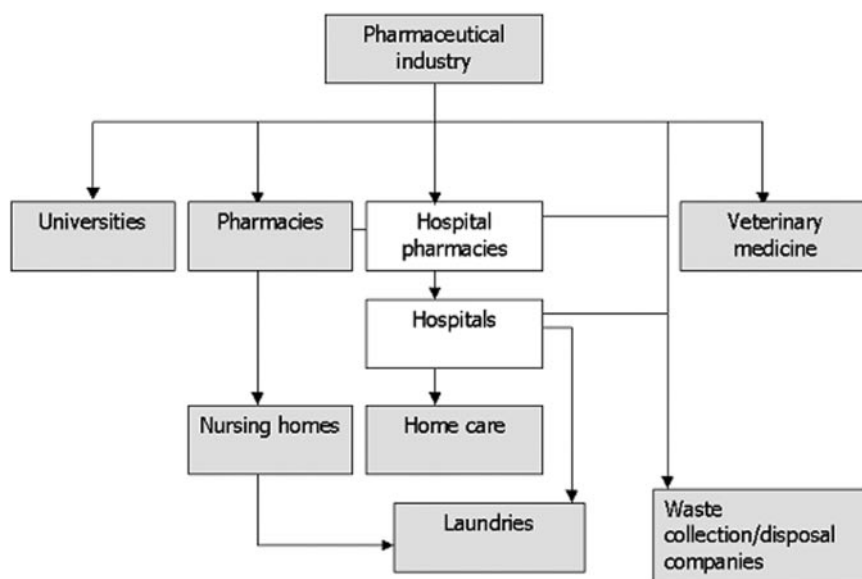 Pharmaceutical
industry
Universities
Pharmacies
Hospital
pharmacies
Veterinary
medicine
Hospitals
Nursing homes
Home care
Laundries
Waste
collection/disposal
companies